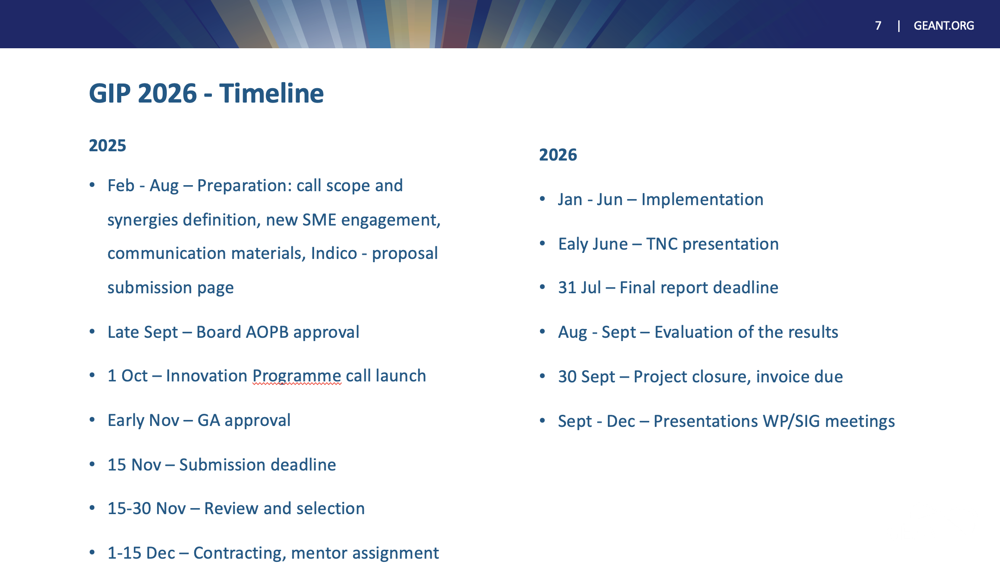 7 | GEANT.ORG
GIP 2026 - Timeline
2025
• Feb - Aug – Preparation: call scope and
synergies definition, new SME engagement,
communication materials, Indico - proposal
submission page
• Late Sept – Board AOPB approval
• 1 Oct – Innovation Programme call launch
• Early Nov – GA approval
• 15 Nov – Submission deadline
• 15-30 Nov – Review and selection
• 1-15 Dec – Contracting, mentor assignment
2026
• Jan - Jun – Implementation
• Ealy June – TNC presentation
• 31 Jul – Final report deadline
• Aug - Sept – Evaluation of the results
• 30 Sept – Project closure, invoice due
• Sept - Dec – Presentations WP/SIG meetings